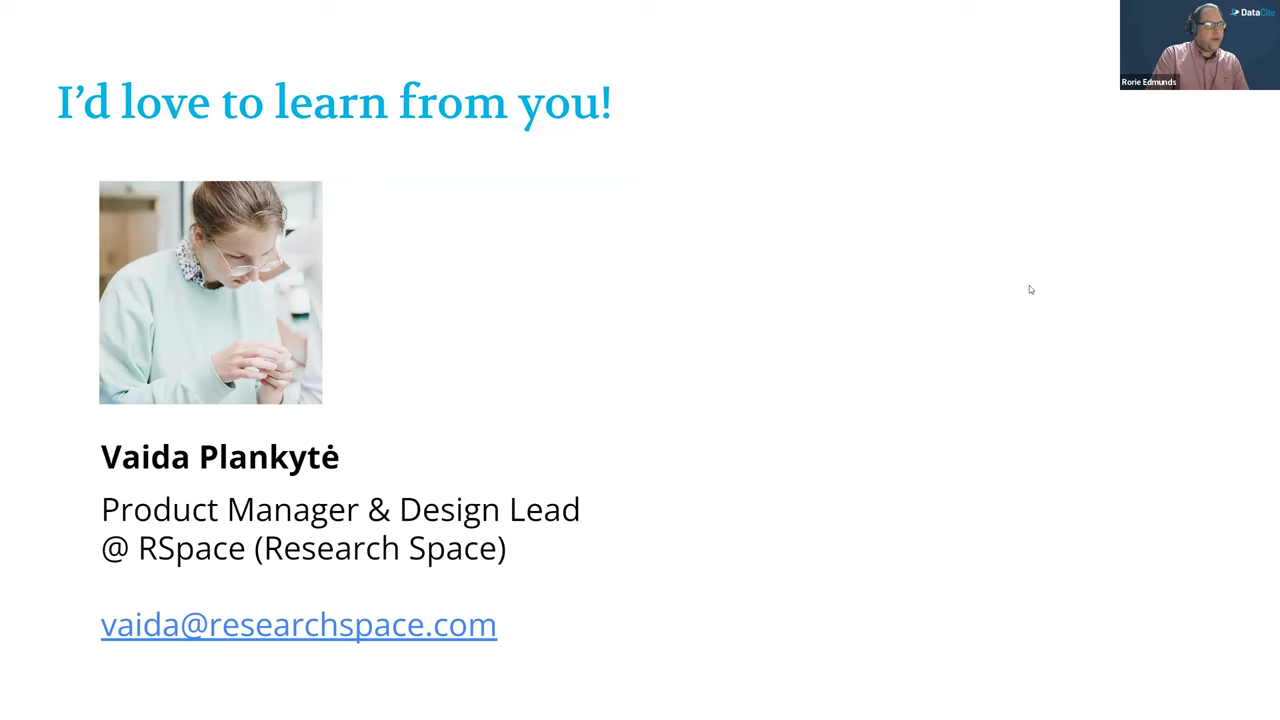 I’d love to learn from you!
DataCite
Rorie Edmunds
Vaida Plankytė
Product Manager & Design Lead
@ RSpace (Research Space)
vaida@researchspace.com